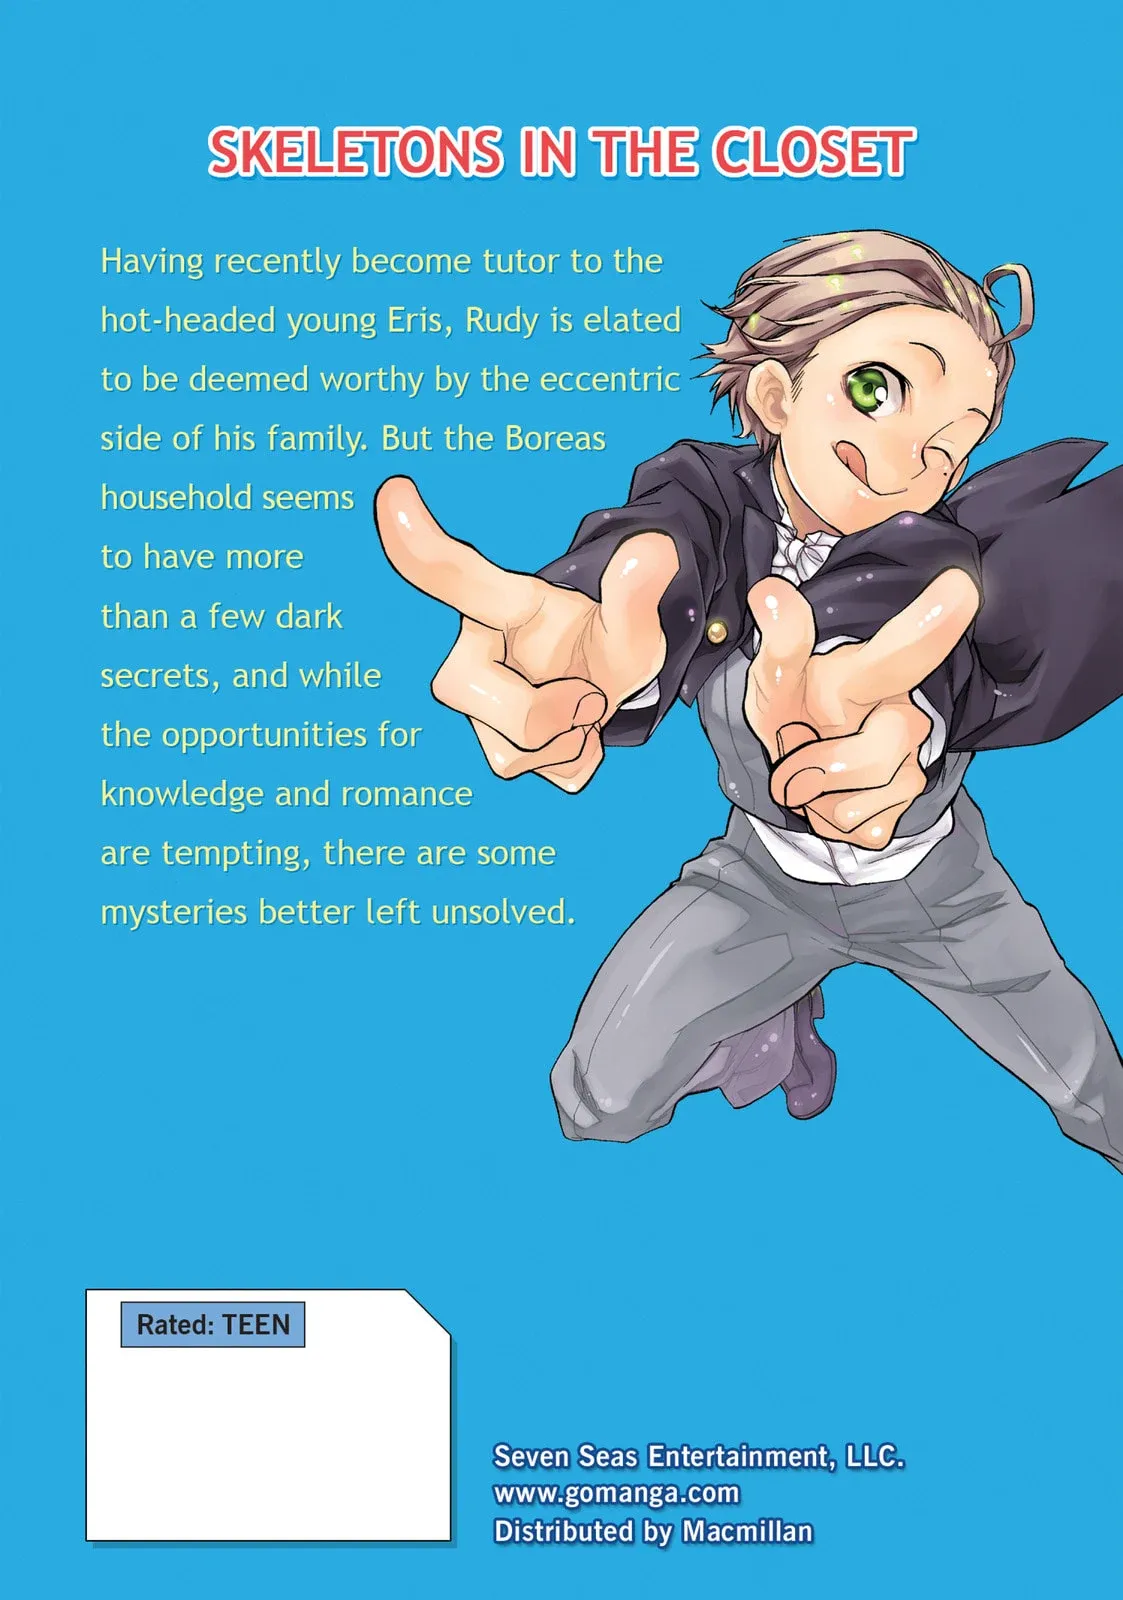 SKELETONS IN THE CLOSET
Having recently become tutor to the
hot-headed young Eris, Rudy is elated
to be deemed worthy by the eccentric
side of his family. But the Boreas
household seems
to have more
than a few dark
secrets, and while
the opportunities for
knowledge and romance
are tempting, there are some
mysteries better left unsolved.
Rated: TEEN
Seven Seas Entertainment, LLC.
www.gomanga.com
Distributed by Macmillan